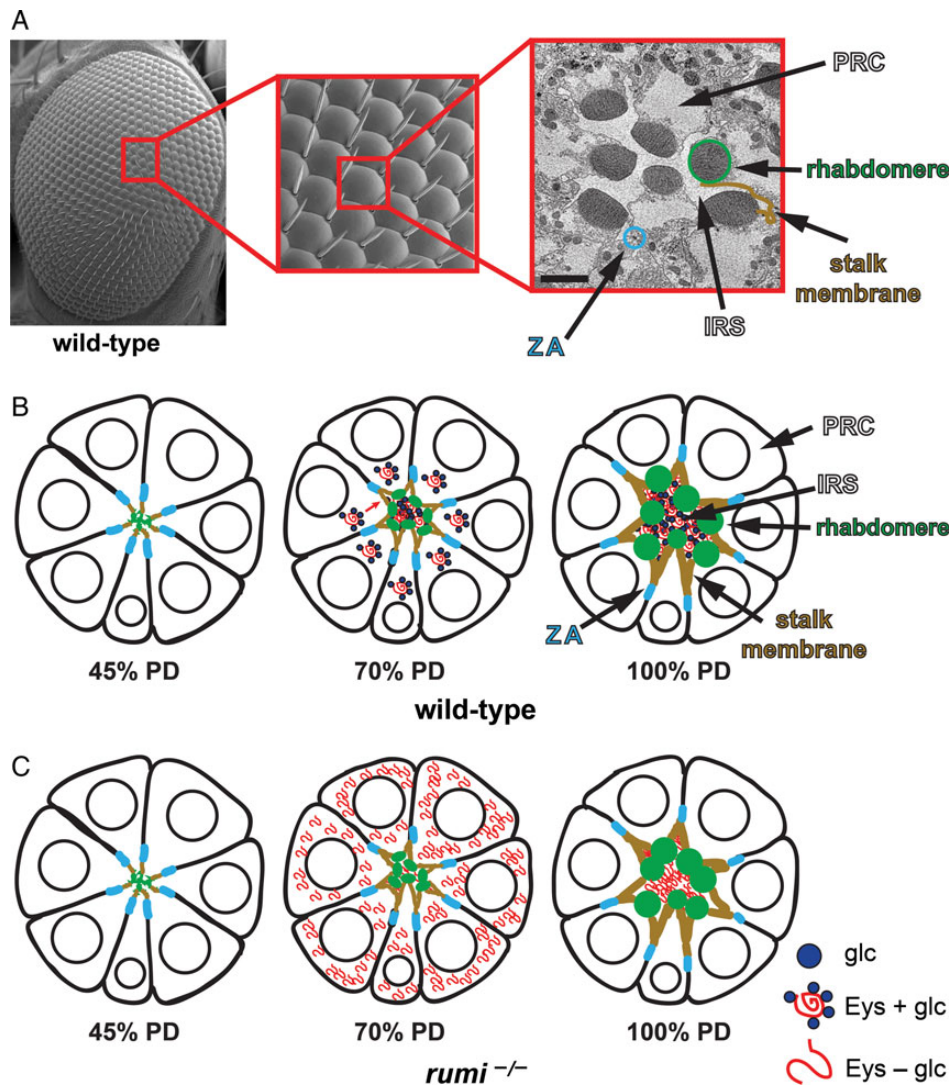 A
PRC
rhabdomere
stalk
membrane
IRS
ZA
wild-type
B
PRC
IRS
rhabdomere
ZA
stalk
membrane
45% PD
70% PD
100% PD
wild-type
C
glc
Eys + glc
Eys – glc
45% PD
70% PD
100% PD
rumi –/–